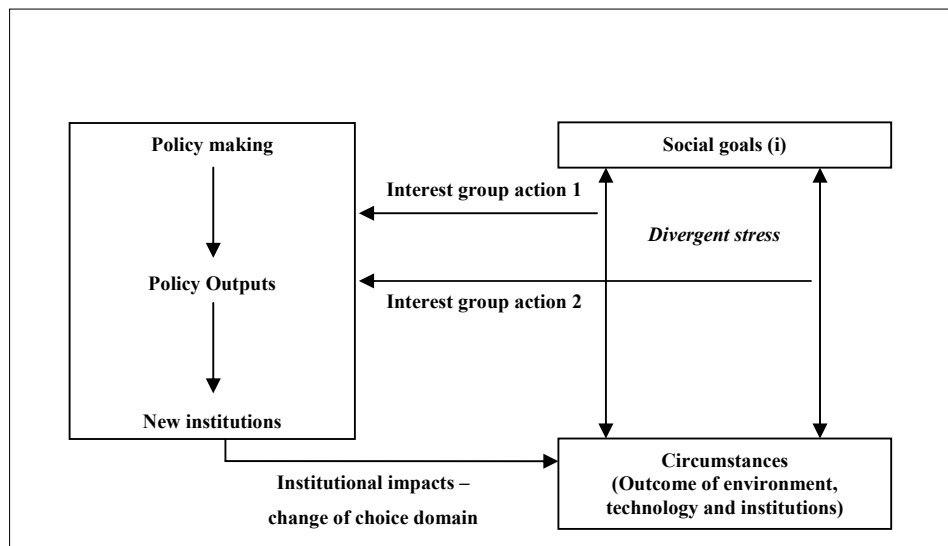 Policy making
Social goals (i)
Interest group action 1
Divergent stress
Policy Outputs
Interest group action 2
New institutions
Institutional impacts –
change of choice domain
Circumstances
(Outcome of environment,
technology and institutions)